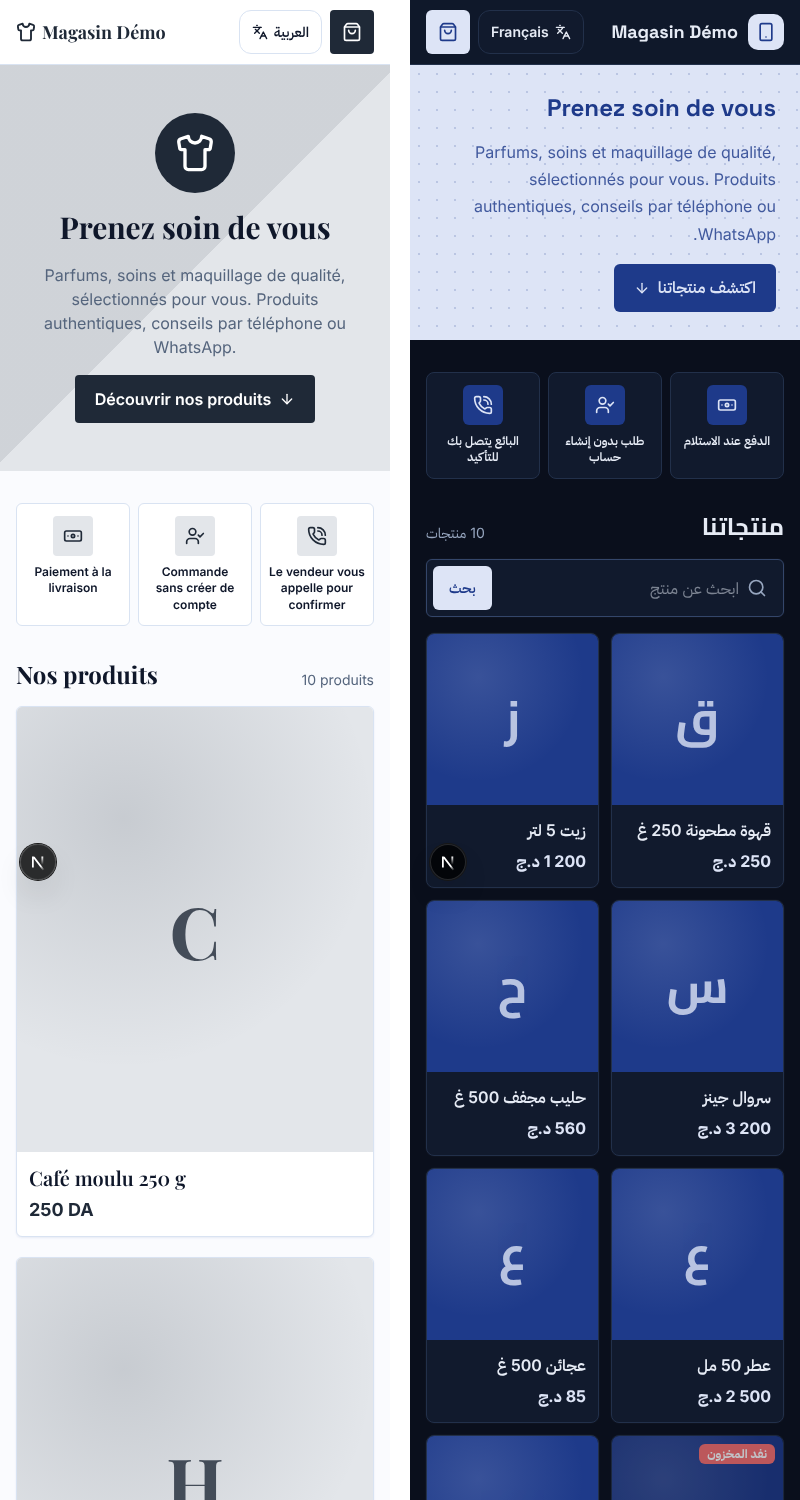 Magasin Démo
العربية
Prenez soin de vous
Parfums, soins et maquillage de qualité,
sélectionnés pour vous. Produits
authentiques, conseils par téléphone ou
WhatsApp.
Découvrir nos produits ↓
Paiement à la
livraison
Commande
sans créer de
compte
Le vendeur vous
appelle pour
confirmer
Nos produits
10 produits
C
N
Café moulu 250 g
250 DA
H
Magasin Démo
Français
Prenez soin de vous
Parfums, soins et maquillage de qualité,
sélectionnés pour vous. Produits
authentiques, conseils par téléphone ou
.WhatsApp
اكتشف منتجاتنا ↓
الدفع عند الاستلام
طلب بدون إنشاء
حساب
البائع يتصل بك
للتأكيد
منتجاتنا
10 منتجات
ابحث عن منتج
بحث
ق
قهوة مطحونة 250 غ
250 د.ج
ز
زيت 5 لتر
1 200 د.ج
N
س
سروال جينز
3 200 د.ج
ح
حليب مجفف 500 غ
560 د.ج
ع
عطر 50 مل
2 500 د.ج
ع
عجائن 500 غ
85 د.ج
نفد المخزون